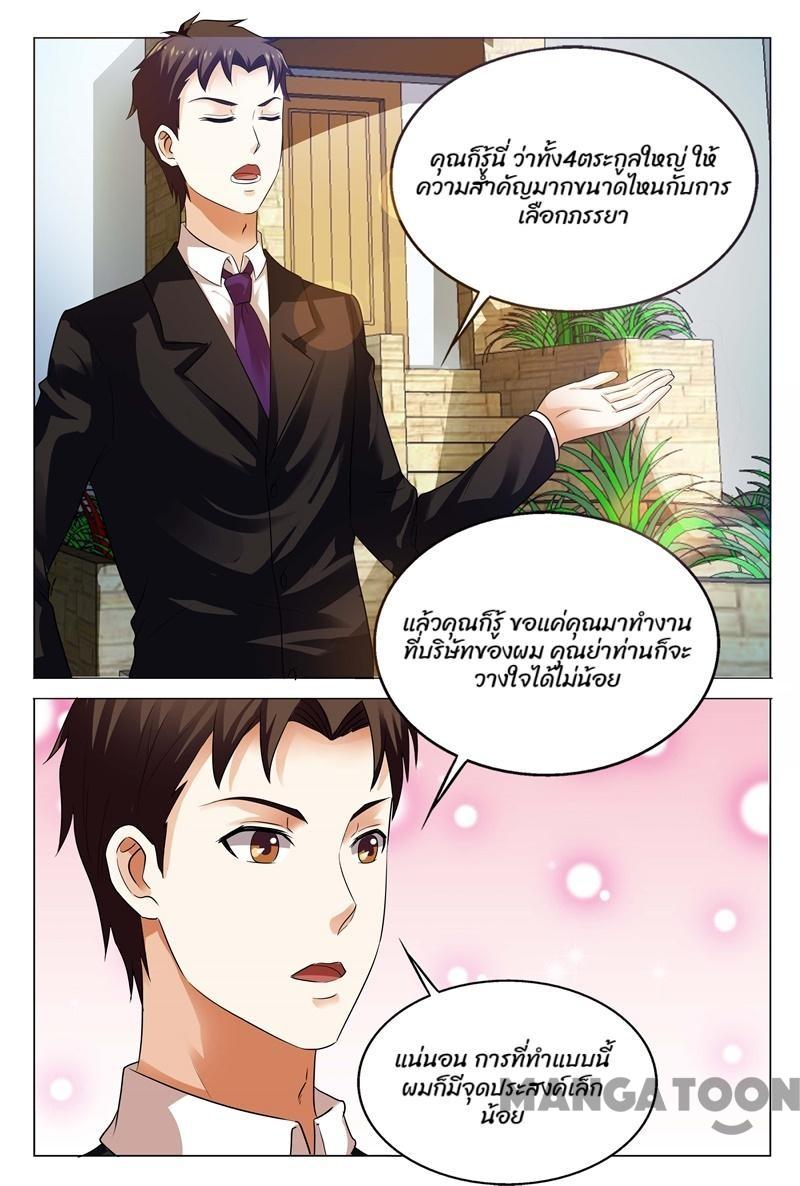 คุณก็รู้นี่ ว่าทั้ง4ตระกูลใหญ่ ให้
ความสำคัญมากขนาดไหนกับการ
เลือกภรรยา
แล้วคุณก็รู้ ขอแค่คุณมาทำงาน
ที่บริษัทของผม คุณย่าท่านก็จะ
วางใจได้ไม่น้อย
แน่นอน การที่ทำแบบนี้
ผมก็มีจุดประสงค์เล็ก
น้อย
MANGATOON